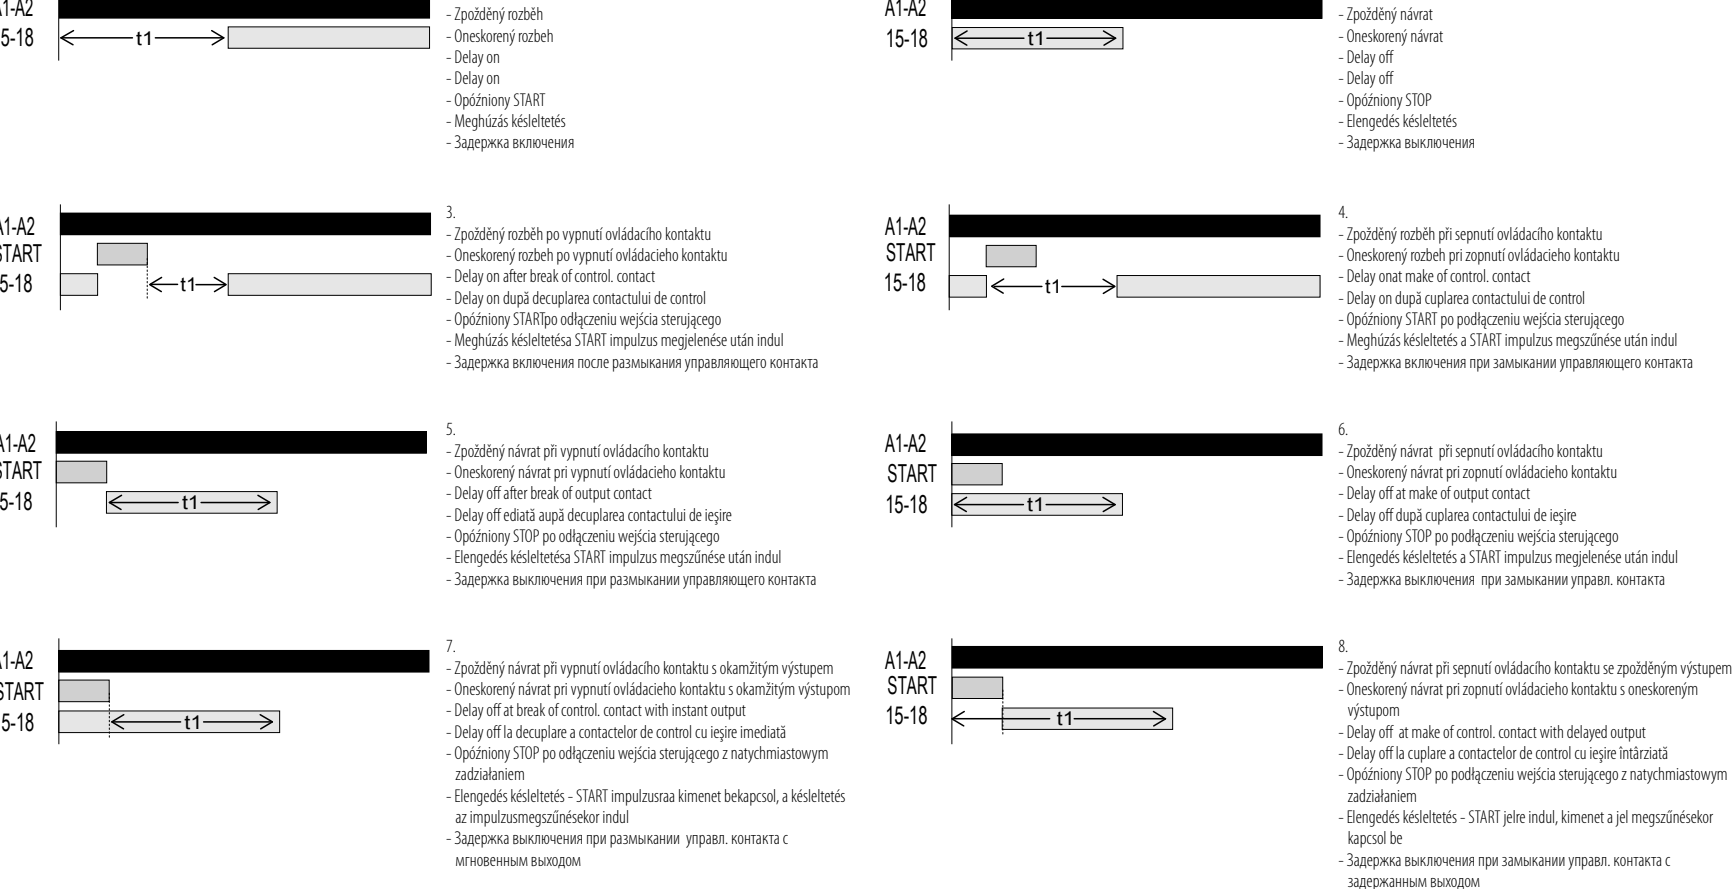 A1-A2
5-18
t1
- Zpožděný rozběh
- Oneskorený rozbeh
- Delay on
- Delay on
- Opóźniony START
- Meghúzás késleltetés
- Задержка включения
A1-A2
15-18
t1
- Zpožděný návrat
- Oneskorený návrat
- Delay off
- Delay off
- Opóźniony STOP
- Elengedés késleltetés
- Задержка выключения
A1-A2
START
5-18
t1
3.
- Zpožděný rozběh po vypnutí ovládacího kontaktu
- Oneskorený rozbeh po vypnutí ovládacieho kontaktu
- Delay on after break of control. contact
- Delay on după decuplarea contactului de control
- Opóźniony STARTpo odłączeniu wejścia sterującego
- Meghúzás késleltetésa START impulzus megjelenése után indul
- Задержка включения после размыкания управляющего контакта
A1-A2
START
15-18
t1
4.
- Zpožděný rozběh při sepnutí ovládacího kontaktu
- Oneskorený rozbeh pri zopnutí ovládacieho kontaktu
- Delay onat make of control. contact
- Delay on după cuplarea contactului de control
- Opóźniony START po podłączeniu wejścia sterującego
- Meghúzás késleltetés a START impulzus megszűnése után indul
- Задержка включения при замыкании управляющего контакта
A1-A2
START
5-18
t1
5.
- Zpožděný návrat při vypnutí ovládacího kontaktu
- Oneskorený návrat pri vypnutí ovládacieho kontaktu
- Delay off after break of output contact
- Delay off ediată aupă decuplarea contactului de ieşire
- Opóźniony STOP po odłączeniu wejścia sterującego
- Elengedés késleltetésa START impulzus megszűnése után indul
- Задержка выключения при размыкании управляющего контакта
A1-A2
START
15-18
t1
6.
- Zpožděný návrat  při sepnutí ovládacího kontaktu
- Oneskorený návrat pri zopnutí ovládacieho kontaktu
- Delay off at make of output contact
- Delay off după cuplarea contactului de ieşire
- Opóźniony STOP po podłączeniu wejścia sterującego
- Elengedés késleltetés a START impulzus megjelenése után indul
- Задержка выключения  при замыкании управл. контакта
A1-A2
START
5-18
t1
7.
- Zpožděný návrat při vypnutí ovládacího kontaktu s okamžitým výstupem
- Oneskorený návrat pri vypnutí ovládacieho kontaktu s okamžitým výstupom
- Delay off at break of control. contact with instant output
- Delay off la decuplare a contactelor de control cu ieşire imediată
- Opóźniony STOP po odłączeniu wejścia sterującego z natychmiastowym
zadziałaniem
- Elengedés késleltetés - START impulzusraa kimenet bekapcsol, a késleltetés
az impulzusmegszűnésekor indul
- Задержка выключения при размыкании  управл. контакта с
мгновенным выходом
A1-A2
START
15-18
t1
8.
- Zpožděný návrat při sepnutí ovládacího kontaktu se zpožděným výstupem
- Oneskorený návrat pri zopnutí ovládacieho kontaktu s oneskoreným
výstupom
- Delay off  at make of control. contact with delayed output
- Delay off la cuplare a contactelor de control cu ieşire întârziată
- Opóźniony STOP po podłączeniu wejścia sterującego z natychmiastowym
zadziałaniem
- Elengedés késleltetés - START jelre indul, kimenet a jel megszűnésekor
kapcsol be
- Задержка выключения при замыкании управл. контакта с
задержанным выходом